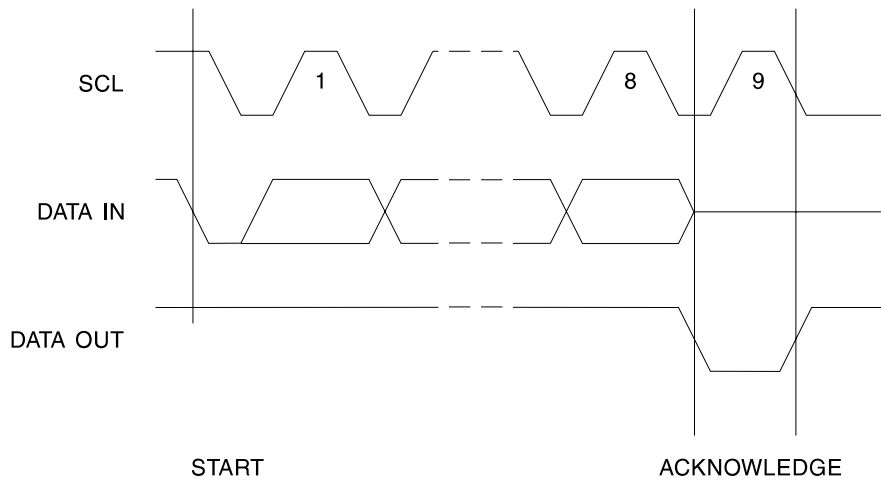 SCL
1
8
9
DATA IN
DATA OUT
START
ACKNOWLEDGE